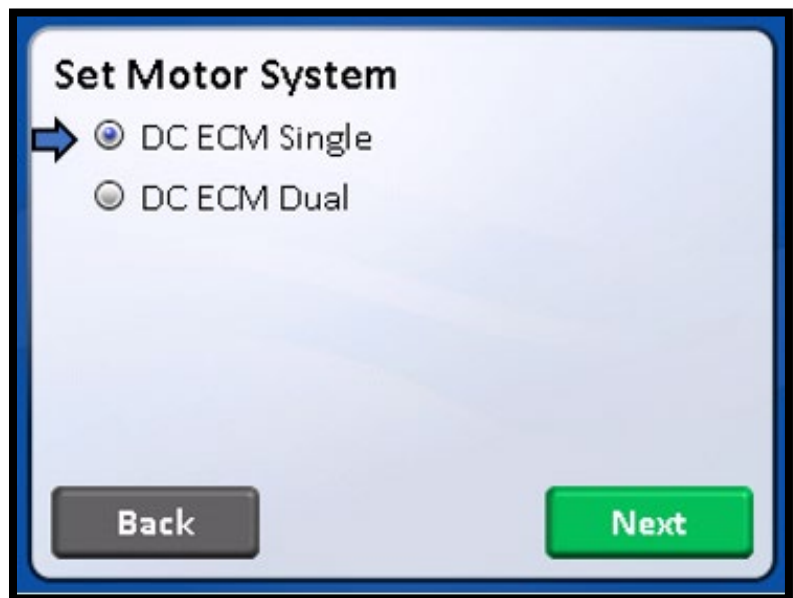 Set Motor System
DC ECM Single
DC ECM Dual
Back
Next